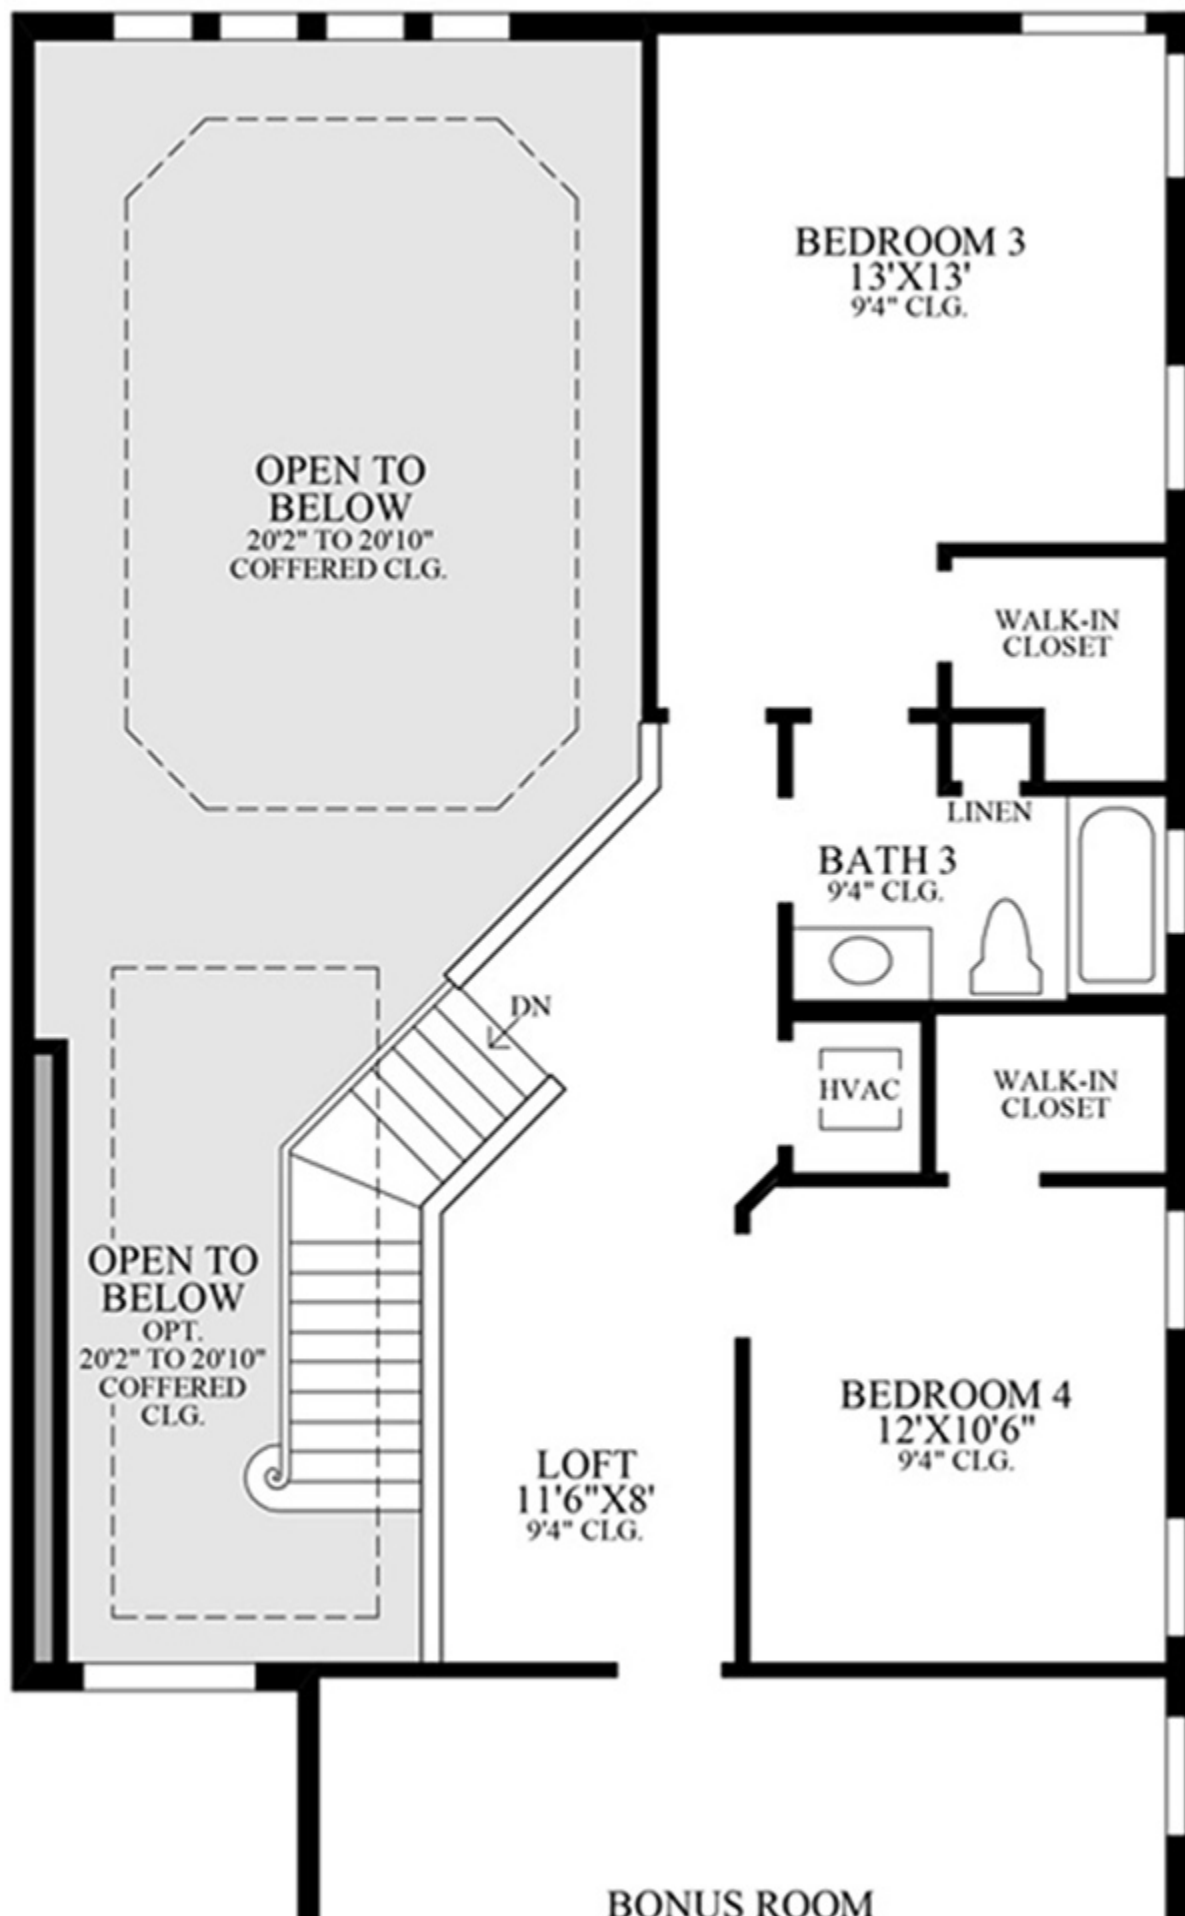 BEDROOM 3
13'X13'
9'4" CLG.
OPEN TO
BELOW
20'2" TO 20'10"
COFFERED CLG.
WALK-IN
CLOSET
LINEN
BATH 3
9'4" CLG.
DN
HVAC
WALK-IN
CLOSET
OPEN TO
BELOW
OPT.
20'2" TO 20'10"
COFFERED
CLG.
BEDROOM 4
12'X10'6"
9'4" CLG.
LOFT
11'6"X8'
9'4" CLG.
BONUS ROOM